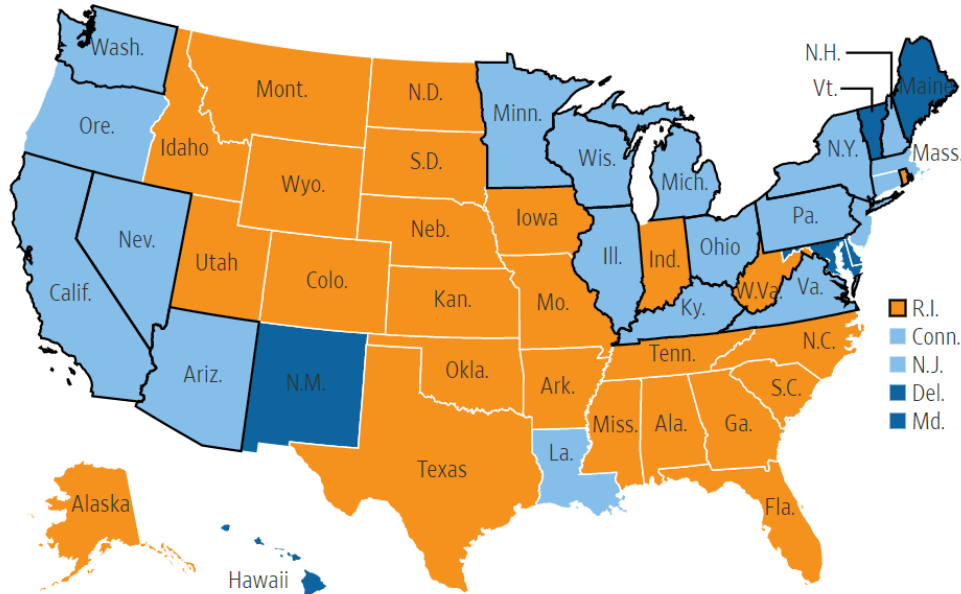 Wash.
Ore.
Calif.
Nev.
Idaho
Mont.
Wyo.
Utah
Colo.
Ariz.
N.M.
N.D.
S.D.
Neb.
Kan.
Okla.
Texas
Minn.
Iowa
Mo.
Ark.
La.
Wis.
Ill.
Mich.
Ind.
Ohio
Ky.
Tenn.
Miss.
Ala.
Ga.
Fla.
S.C.
N.C.
Va.
W.Va.
Pa.
N.Y.
N.H.
Vt.
Maine
Mass.
R.I.
Conn.
N.J.
Del.
Md.
Alaska
Hawaii